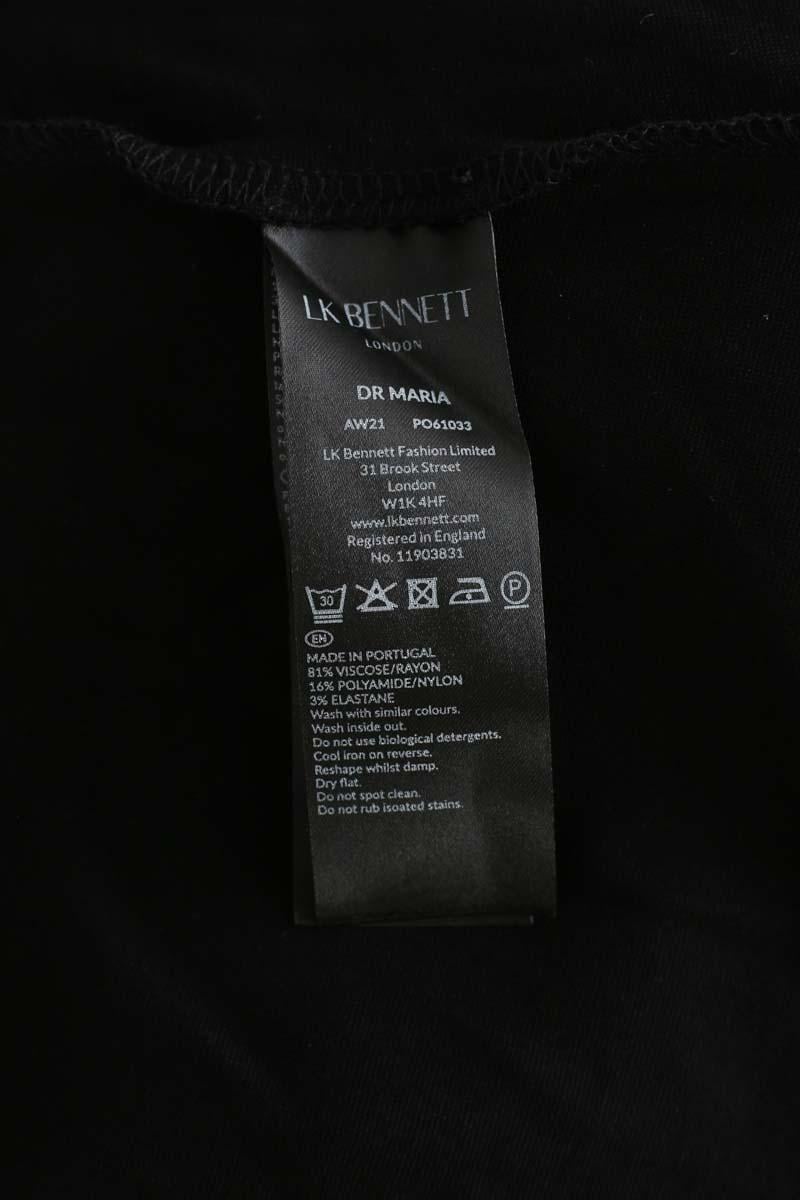 LK BENNETT
LONDON
DR MARIA
AW21 PO61033
LK Bennett Fashion Limited
31 Brook Street
London
W1K 4HF
www.lkbennett.com
Registered in England
No. 11903831
30
P
EN
MADE IN PORTUGAL
81% VISCOSE/RAYON
16% POLYAMIDE/NYLON
3% ELASTANE
Wash with similar colours.
Wash inside out.
Do not use biological detergents.
Cool iron on reverse.
Reshape whilst damp.
Dry flat.
Do not spot clean.
Do not rub isoated stains.